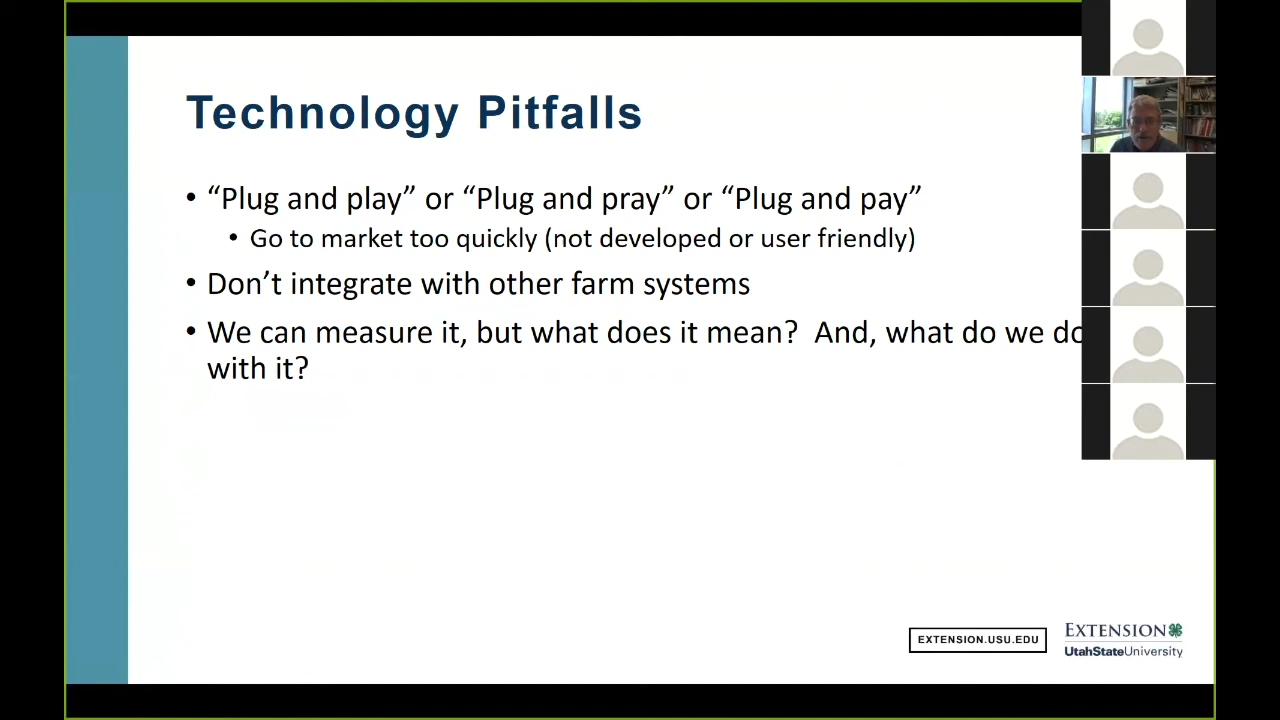 Technology Pitfalls
• “Plug and play” or “Plug and pray” or “Plug and pay”
• Go to market too quickly (not developed or user friendly)
• Don’t integrate with other farm systems
• We can measure it, but what does it mean?  And, what do we do
with it?
EXTENSION.USU.EDU
EXTENSION
UtahStateUniversity